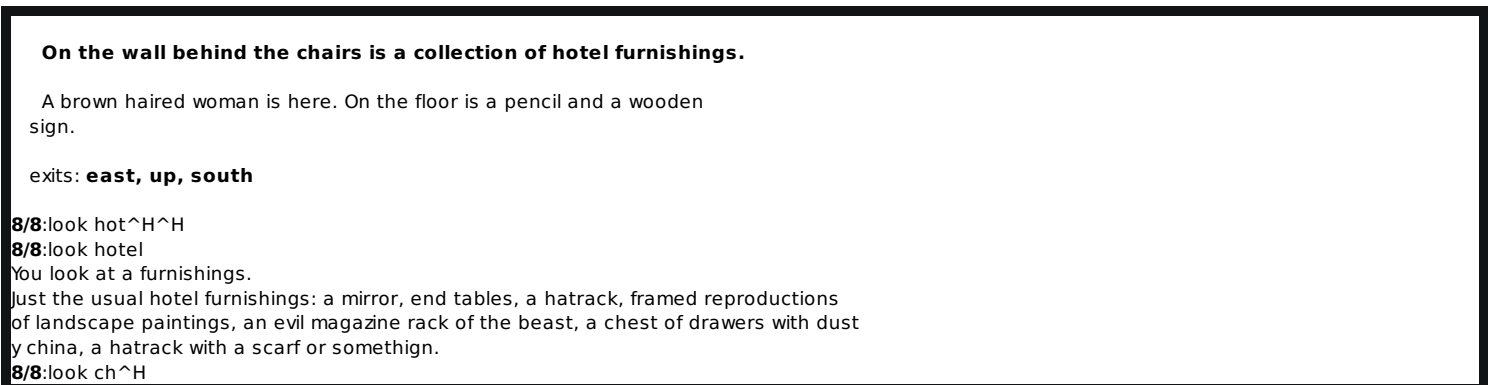 On the wall behind the chairs is a collection of hotel furnishings.
A brown haired woman is here. On the floor is a pencil and a wooden
sign.
exits: east, up, south
8/8:look hot^H^H
8/8:look hotel
You look at a furnishings.
Just the usual hotel furnishings: a mirror, end tables, a hatrack, framed reproductions
of landscape paintings, an evil magazine rack of the beast, a chest of drawers with dust
y china, a hatrack with a scarf or somethign.
8/8:look ch^H